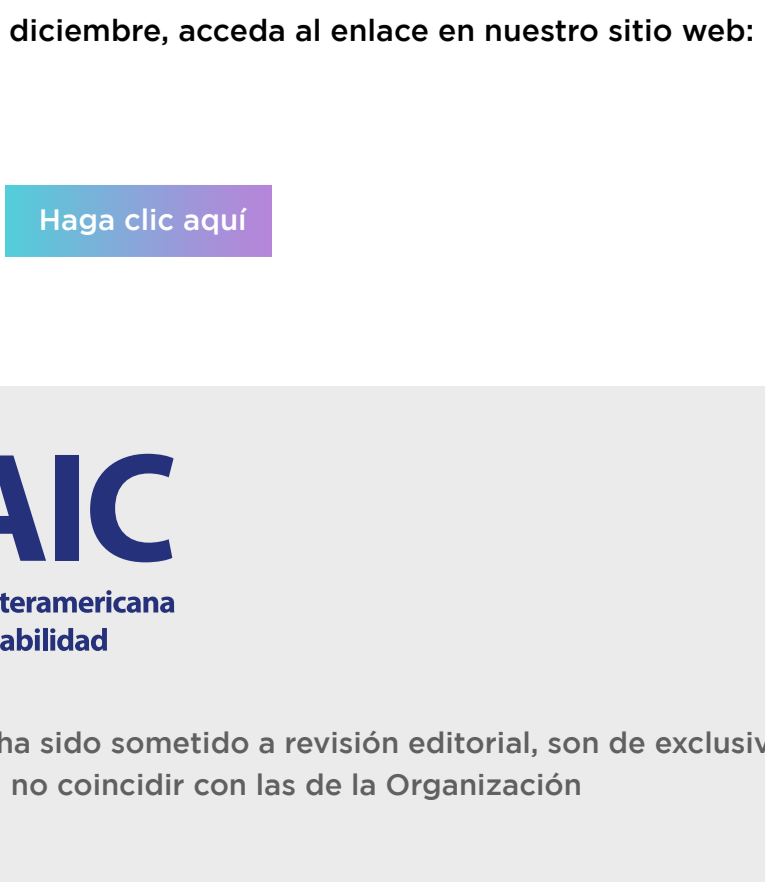 diciembre, acceda al enlace en nuestro sitio web:
Haga clic aquí
AIC
teramericana
abilidad
ha sido sometido a revisión editorial, son de exclusiv
no coincidir con las de la Organización